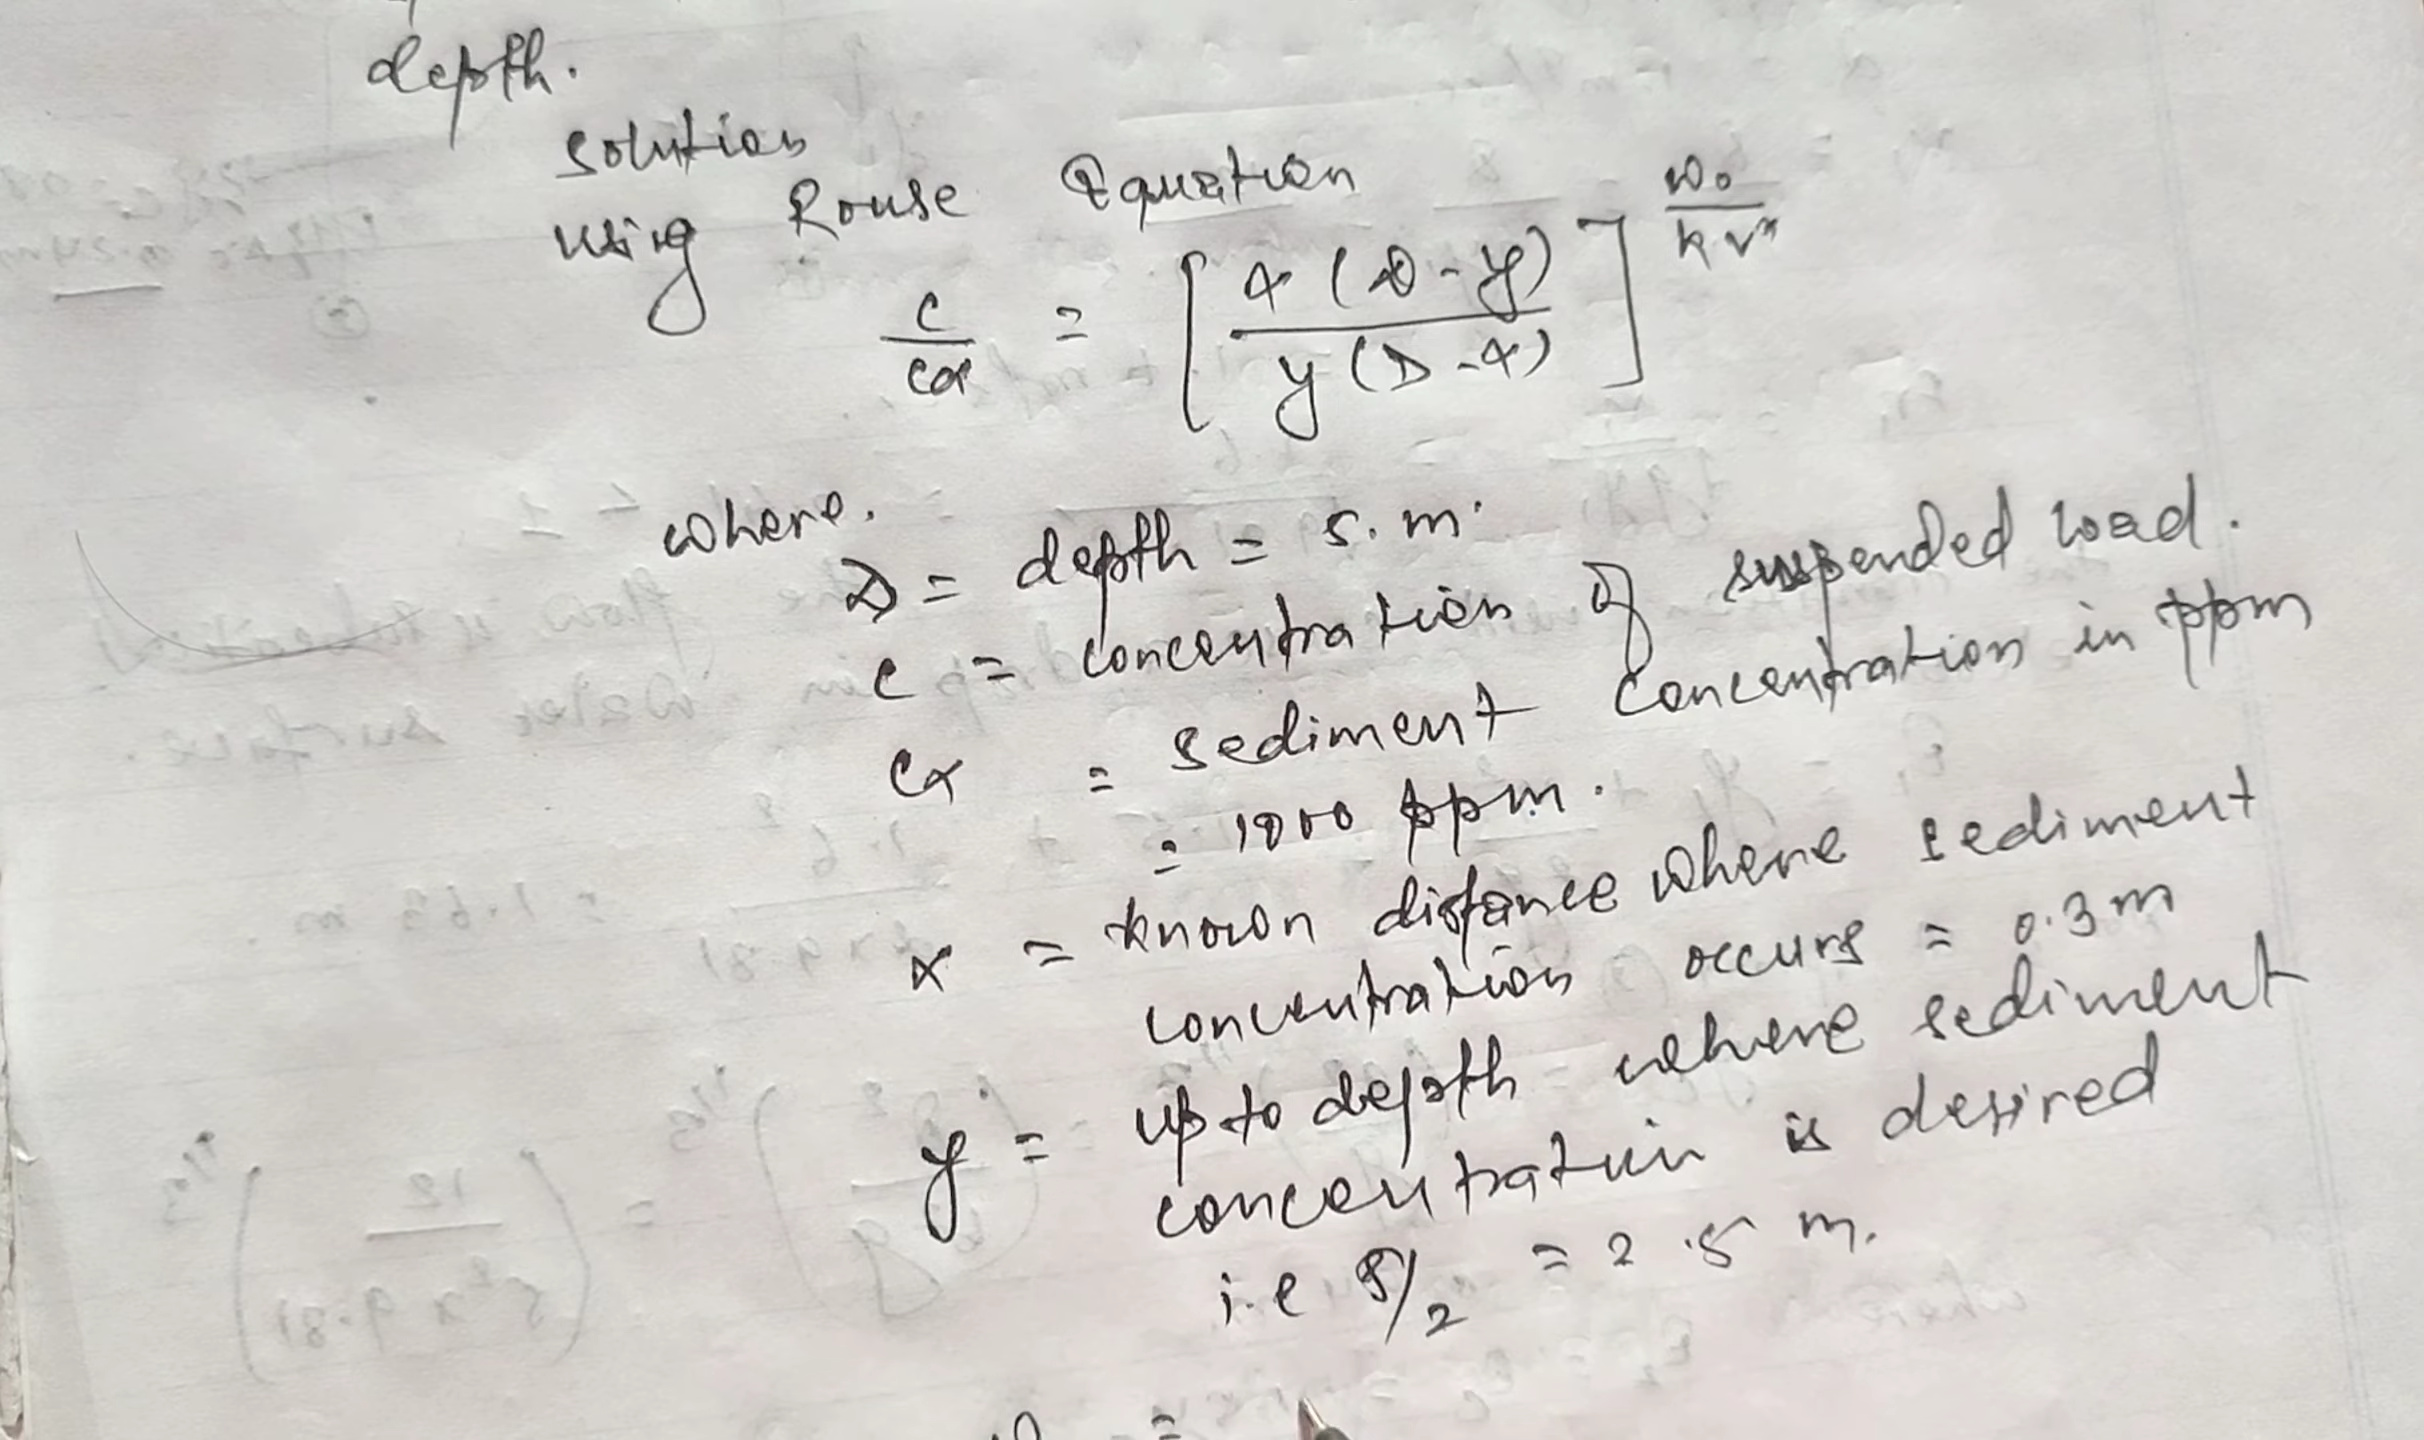 depth.
solution
using Rouse Equation
c/cα = [α(D-y)/y(D-α)]^(w₀/kv*)
where.
D = depth = 5.m.
c = concentration of suspended load.
cα = sediment concentration in ppm
= 1000 ppm.
α = known distance where sediment
concentration occurs = 0.3 m
y = up to depth where sediment
concentration is desired
i.e 5/2 = 2.5 m.